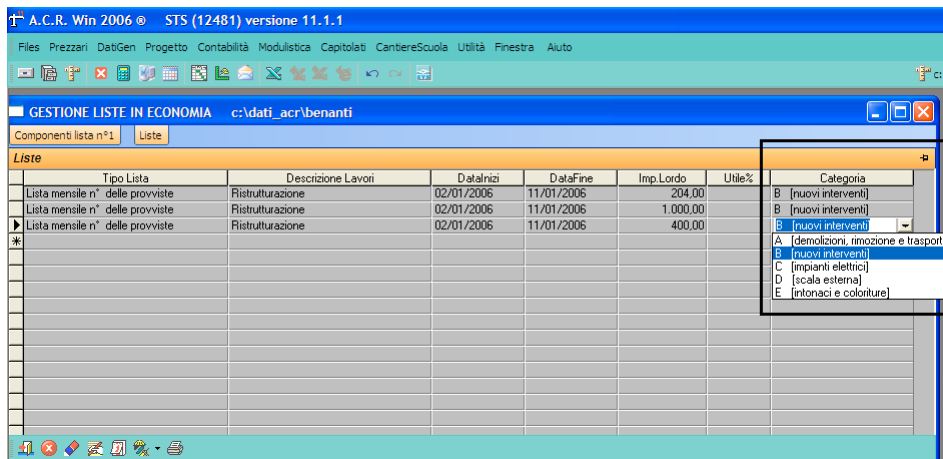 A.C.R. Win 2006 ® STS (12481) versione 11.1.1
Files Prezzari DatiGen Progetto Contabilità Modulistica Capitolati CantiereScuola Utilità Finestra Aiuto
c:
GESTIONE LISTE IN ECONOMIA c:\dati_acr\benanti
Componenti lista n°1 Liste
Liste
Tipo Lista Descrizione Lavori DataInizi DataFine Imp.Lordo Utile% Categoria
Lista mensile n° delle provviste Ristrutturazione 02/01/2006 11/01/2006 204,00 B [nuovi interventi]
Lista mensile n° delle provviste Ristrutturazione 02/01/2006 11/01/2006 1.000,00 B [nuovi interventi]
Lista mensile n° delle provviste Ristrutturazione 02/01/2006 11/01/2006 400,00 B [nuovi interventi]
A [demolizioni, rimozione e trasport
B [nuovi interventi]
C [impianti elettrici]
D [scala esterna]
E [intonaci e coloriture]